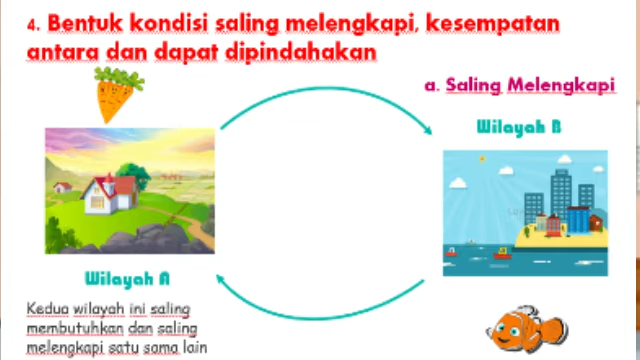 4. Bentuk kondisi saling melengkapi, kesempatan
antara dan dapat dipindahakan
a. Saling Melengkapi
Wilayah B
Wilayah A
Kedua wilayah ini saling
membutuhkan dan saling
melengkapi satu sama lain